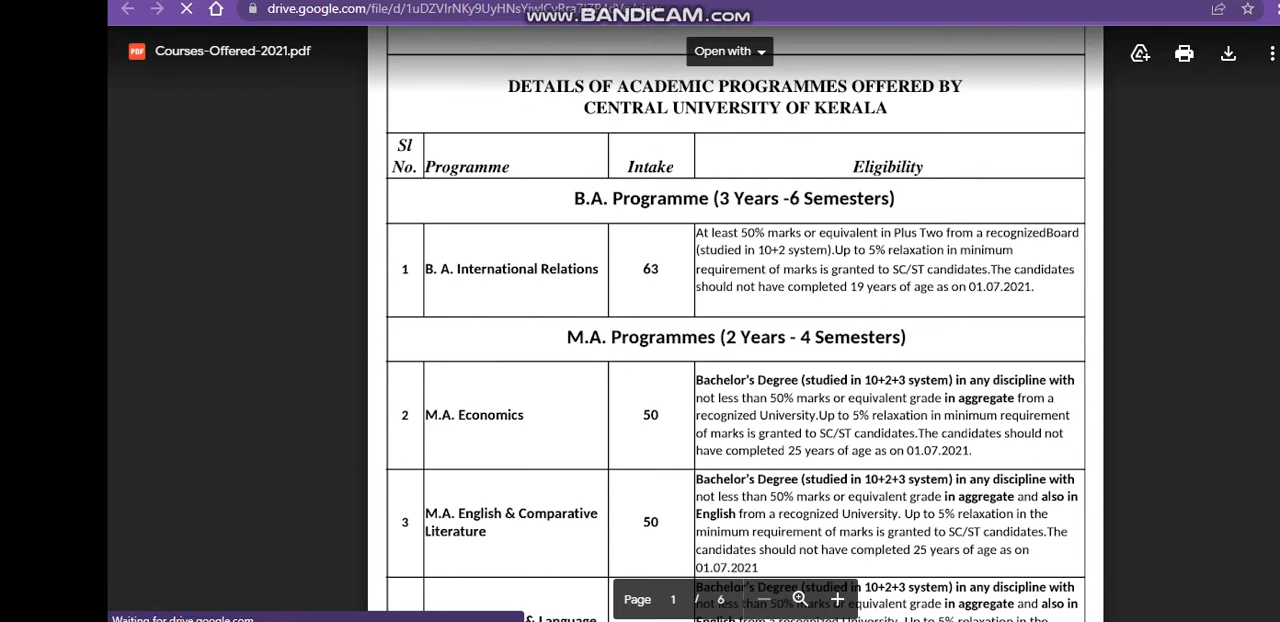 drive.google.com/file/d/1uDZVIrNKy9UyHNs
WWW.BANDICAM.COM
PDF Courses-Offered-2021.pdf
Open with
DETAILS OF ACADEMIC PROGRAMMES OFFERED BY
CENTRAL UNIVERSITY OF KERALA
Sl
No. Programme Intake Eligibility
B.A. Programme (3 Years -6 Semesters)
At least 50% marks or equivalent in Plus Two from a recognizedBoard
(studied in 10+2 system).Up to 5% relaxation in minimum
1 B. A. International Relations 63 requirement of marks is granted to SC/ST candidates.The candidates
should not have completed 19 years of age as on 01.07.2021.
M.A. Programmes (2 Years - 4 Semesters)
Bachelor's Degree (studied in 10+2+3 system) in any discipline with
not less than 50% marks or equivalent grade in aggregate from a
2 M.A. Economics 50 recognized University.Up to 5% relaxation in minimum requirement
of marks is granted to SC/ST candidates.The candidates should not
have completed 25 years of age as on 01.07.2021.
Bachelor's Degree (studied in 10+2+3 system) in any discipline with
not less than 50% marks or equivalent grade in aggregate and also in
M.A. English & Comparative English from a recognized University. Up to 5% relaxation in the
3 Literature 50 minimum requirement of marks is granted to SC/ST candidates.The
candidates should not have completed 25 years of age as on
01.07.2021
Bachelor's Degree (studied in 10+2+3 system) in any discipline with
not less than 50% marks or equivalent grade in aggregate and also in
Page 1 / 6
& Language
Waiting for drive.google.com